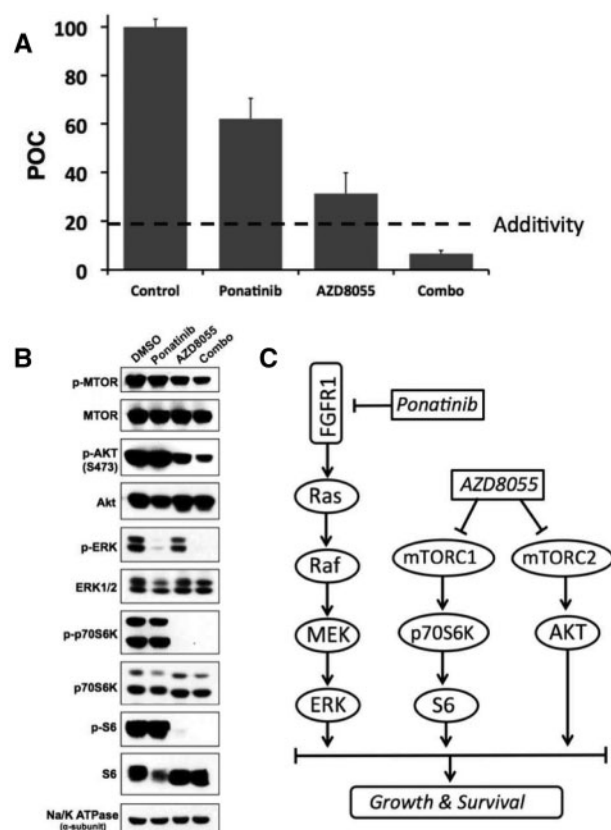 A
POC
100
80
60
40
20
0
Additivity
Control Ponatinib AZD8055 Combo
B
DMSO Ponatinib AZD8055 Combo
p-MTOR
MTOR
p-AKT
(S473)
Akt
p-ERK
ERK1/2
p-p70S6K
p70S6K
p-S6
S6
Na/K ATPase
(α-subunit)
C
FGFR1
Ponatinib
AZD8055
Ras
Raf
mTORC1 mTORC2
MEK p70S6K AKT
ERK S6
Growth & Survival